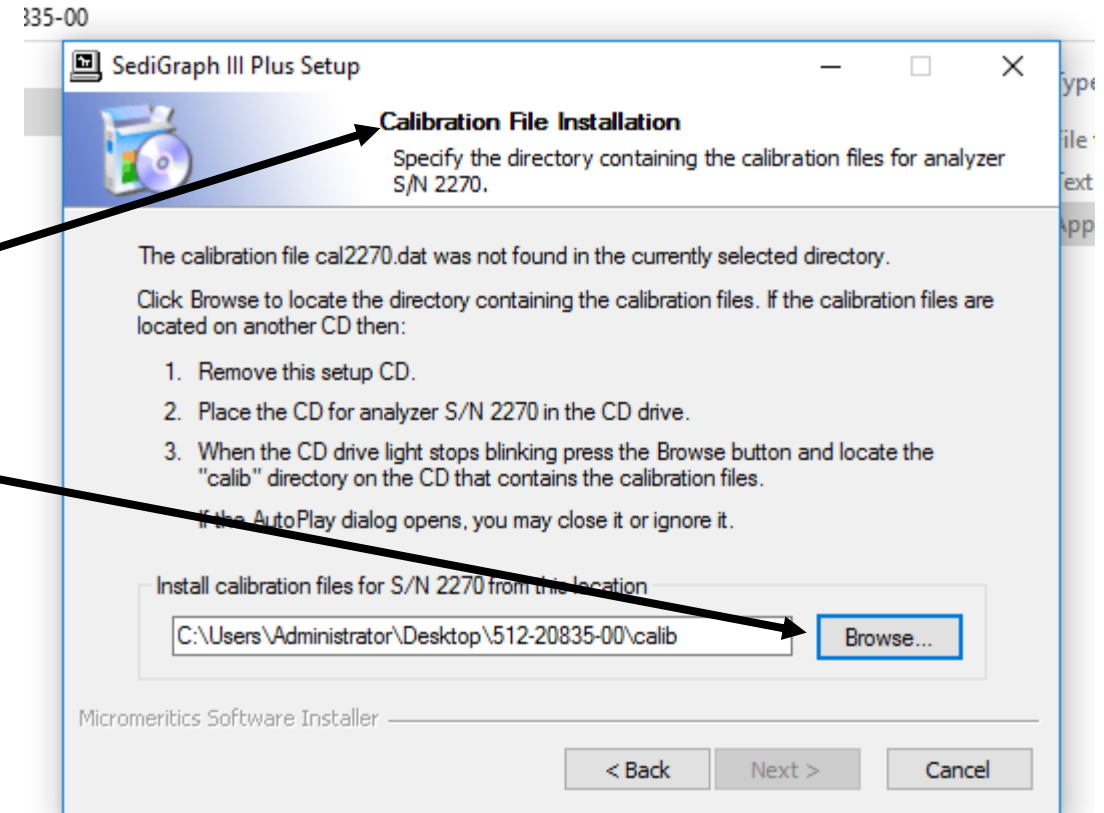 335-00
SediGraph III Plus Setup
Calibration File Installation
Specify the directory containing the calibration files for analyzer
S/N 2270.
The calibration file cal2270.dat was not found in the currently selected directory.
Click Browse to locate the directory containing the calibration files. If the calibration files are
located on another CD then:
1. Remove this setup CD.
2. Place the CD for analyzer S/N 2270 in the CD drive.
3. When the CD drive light stops blinking press the Browse button and locate the
"calib" directory on the CD that contains the calibration files.
If the AutoPlay dialog opens, you may close it or ignore it.
Install calibration files for S/N 2270 from this location
C:\Users\Administrator\Desktop\512-20835-00\calib
Browse...
Micromeritics Software Installer
< Back
Next >
Cancel